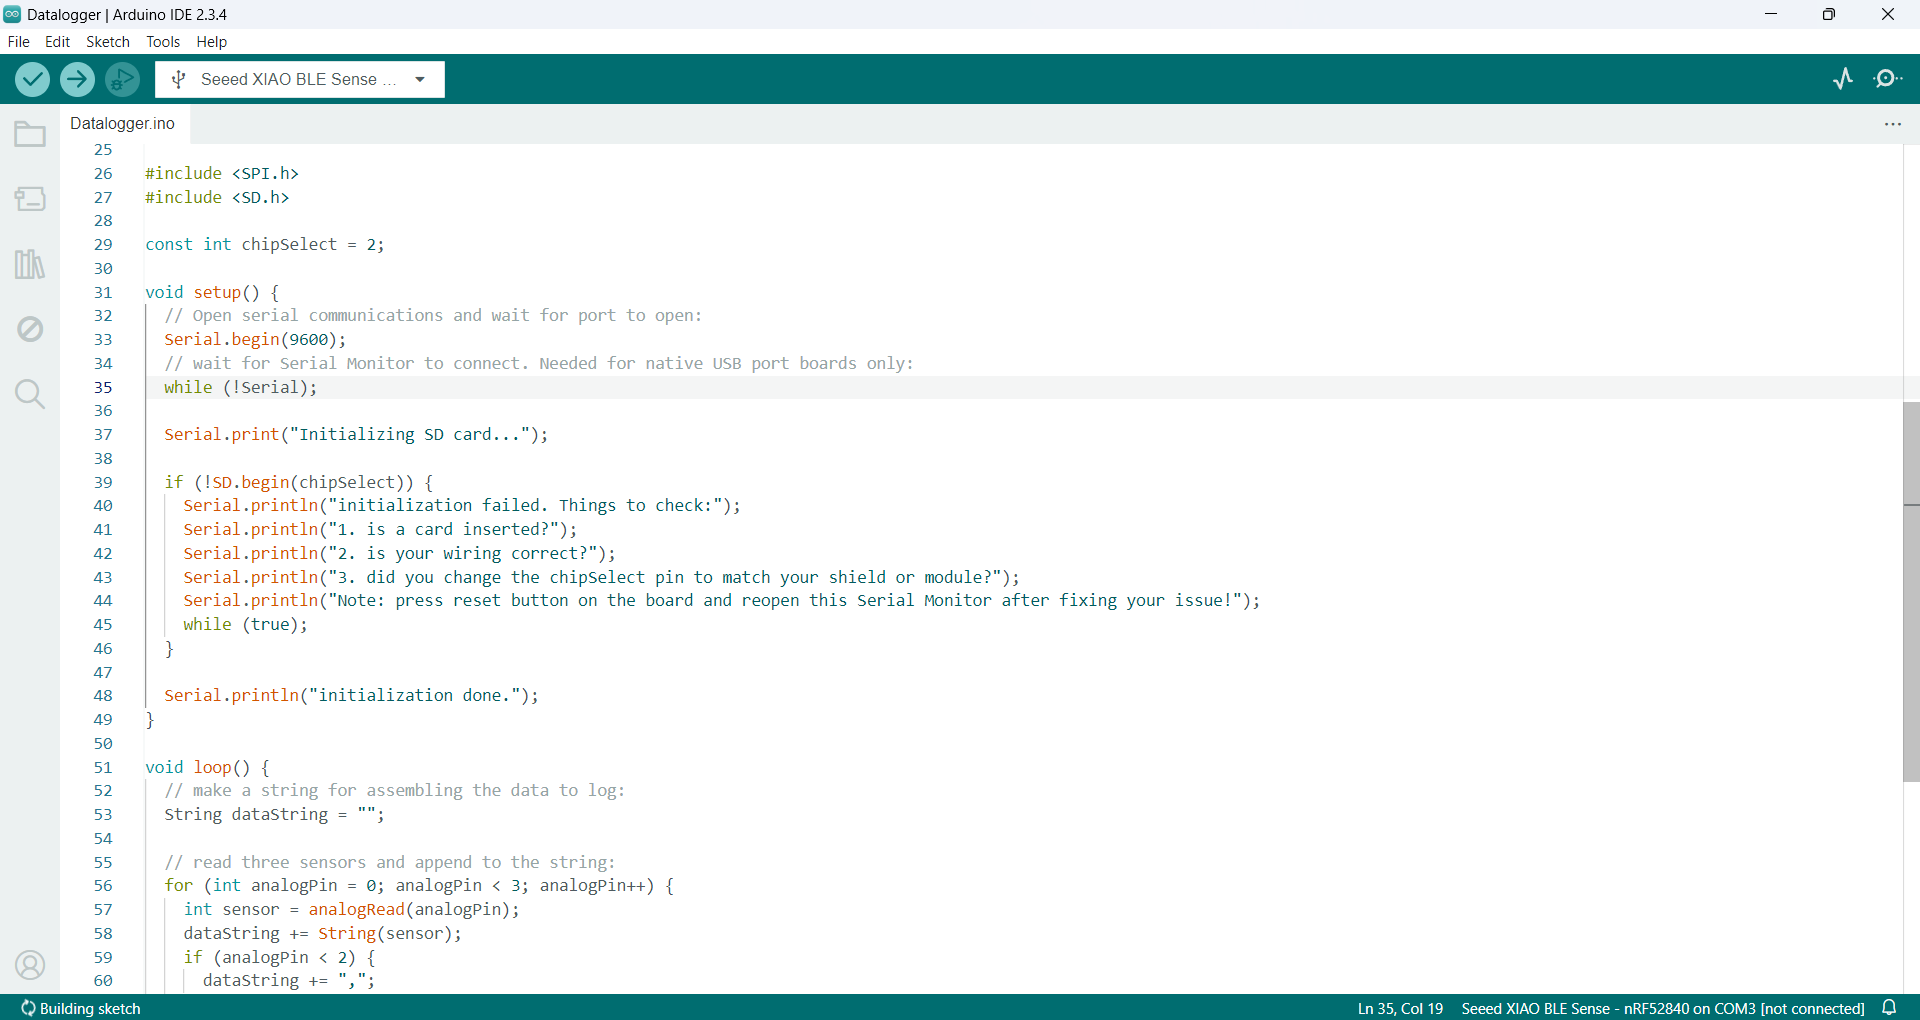 Datalogger | Arduino IDE 2.3.4
File Edit Sketch Tools Help
Seeed XIAO BLE Sense ...
Datalogger.ino
25
26 #include <SPI.h>
27 #include <SD.h>
28
29 const int chipSelect = 2;
30
31 void setup() {
32 // Open serial communications and wait for port to open:
33 Serial.begin(9600);
34 // wait for Serial Monitor to connect. Needed for native USB port boards only:
35 while (!Serial);
36
37 Serial.print("Initializing SD card...");
38
39 if (!SD.begin(chipSelect)) {
40 Serial.println("initialization failed. Things to check:");
41 Serial.println("1. is a card inserted?");
42 Serial.println("2. is your wiring correct?");
43 Serial.println("3. did you change the chipSelect pin to match your shield or module?");
44 Serial.println("Note: press reset button on the board and reopen this Serial Monitor after fixing your issue!");
45 while (true);
46 }
47
48 Serial.println("initialization done.");
49 }
50
51 void loop() {
52 // make a string for assembling the data to log:
53 String dataString = "";
54
55 // read three sensors and append to the string:
56 for (int analogPin = 0; analogPin < 3; analogPin++) {
57 int sensor = analogRead(analogPin);
58 dataString += String(sensor);
59 if (analogPin < 2) {
60 dataString += ",";
Building sketch
Ln 35, Col 19 Seeed XIAO BLE Sense - nRF52840 on COM3 [not connected]